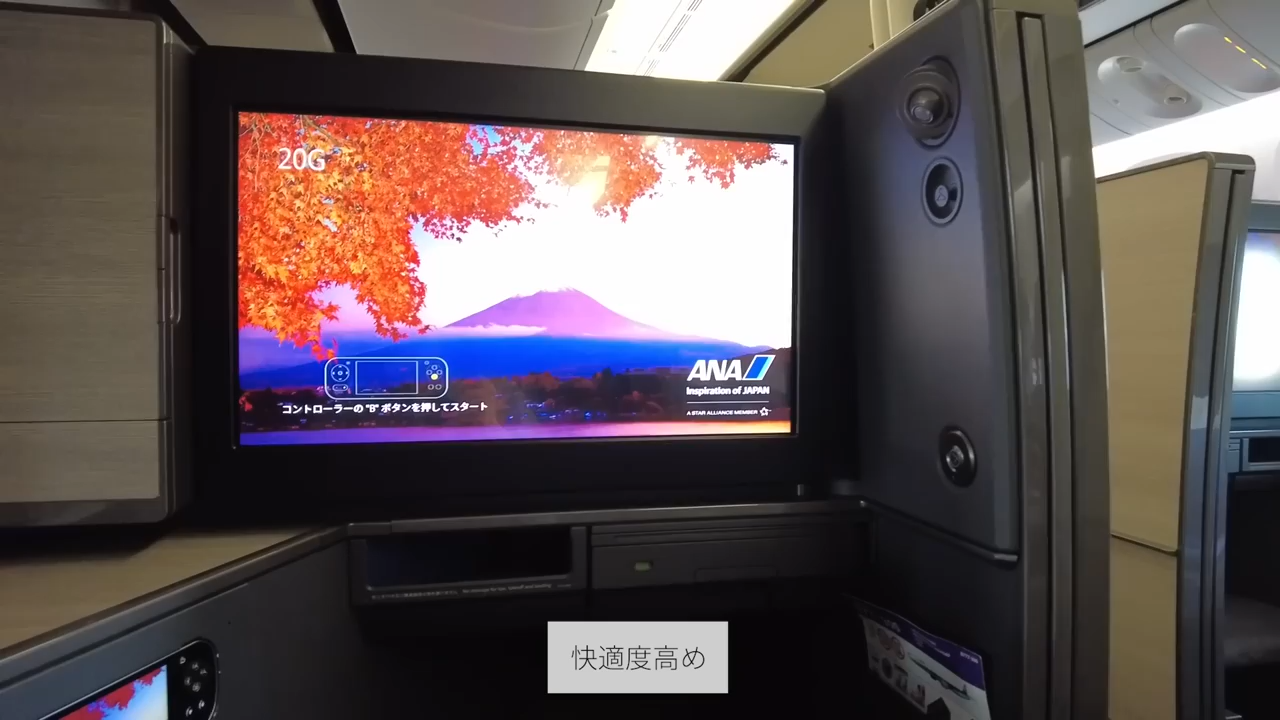 20G
ANA
Inspiration of JAPAN
A STAR ALLIANCE MEMBER
コントローラーの "B" ボタンを押してスタート
快適度高め